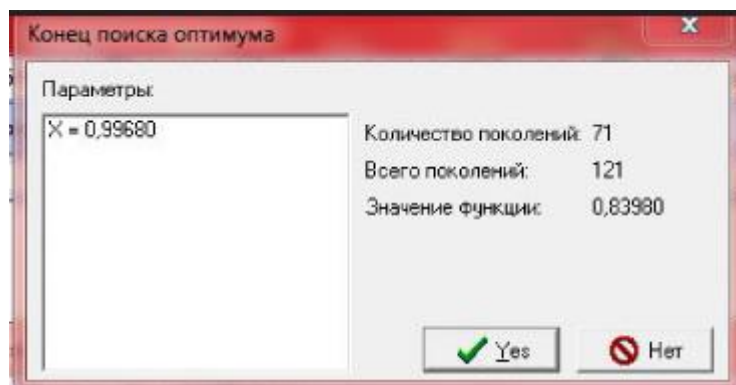 Конец поиска оптимума
x
Параметры:
X = 0,99680
Количество поколений: 71
Всего поколений: 121
Значение функции: 0,83980
Yes
Нет